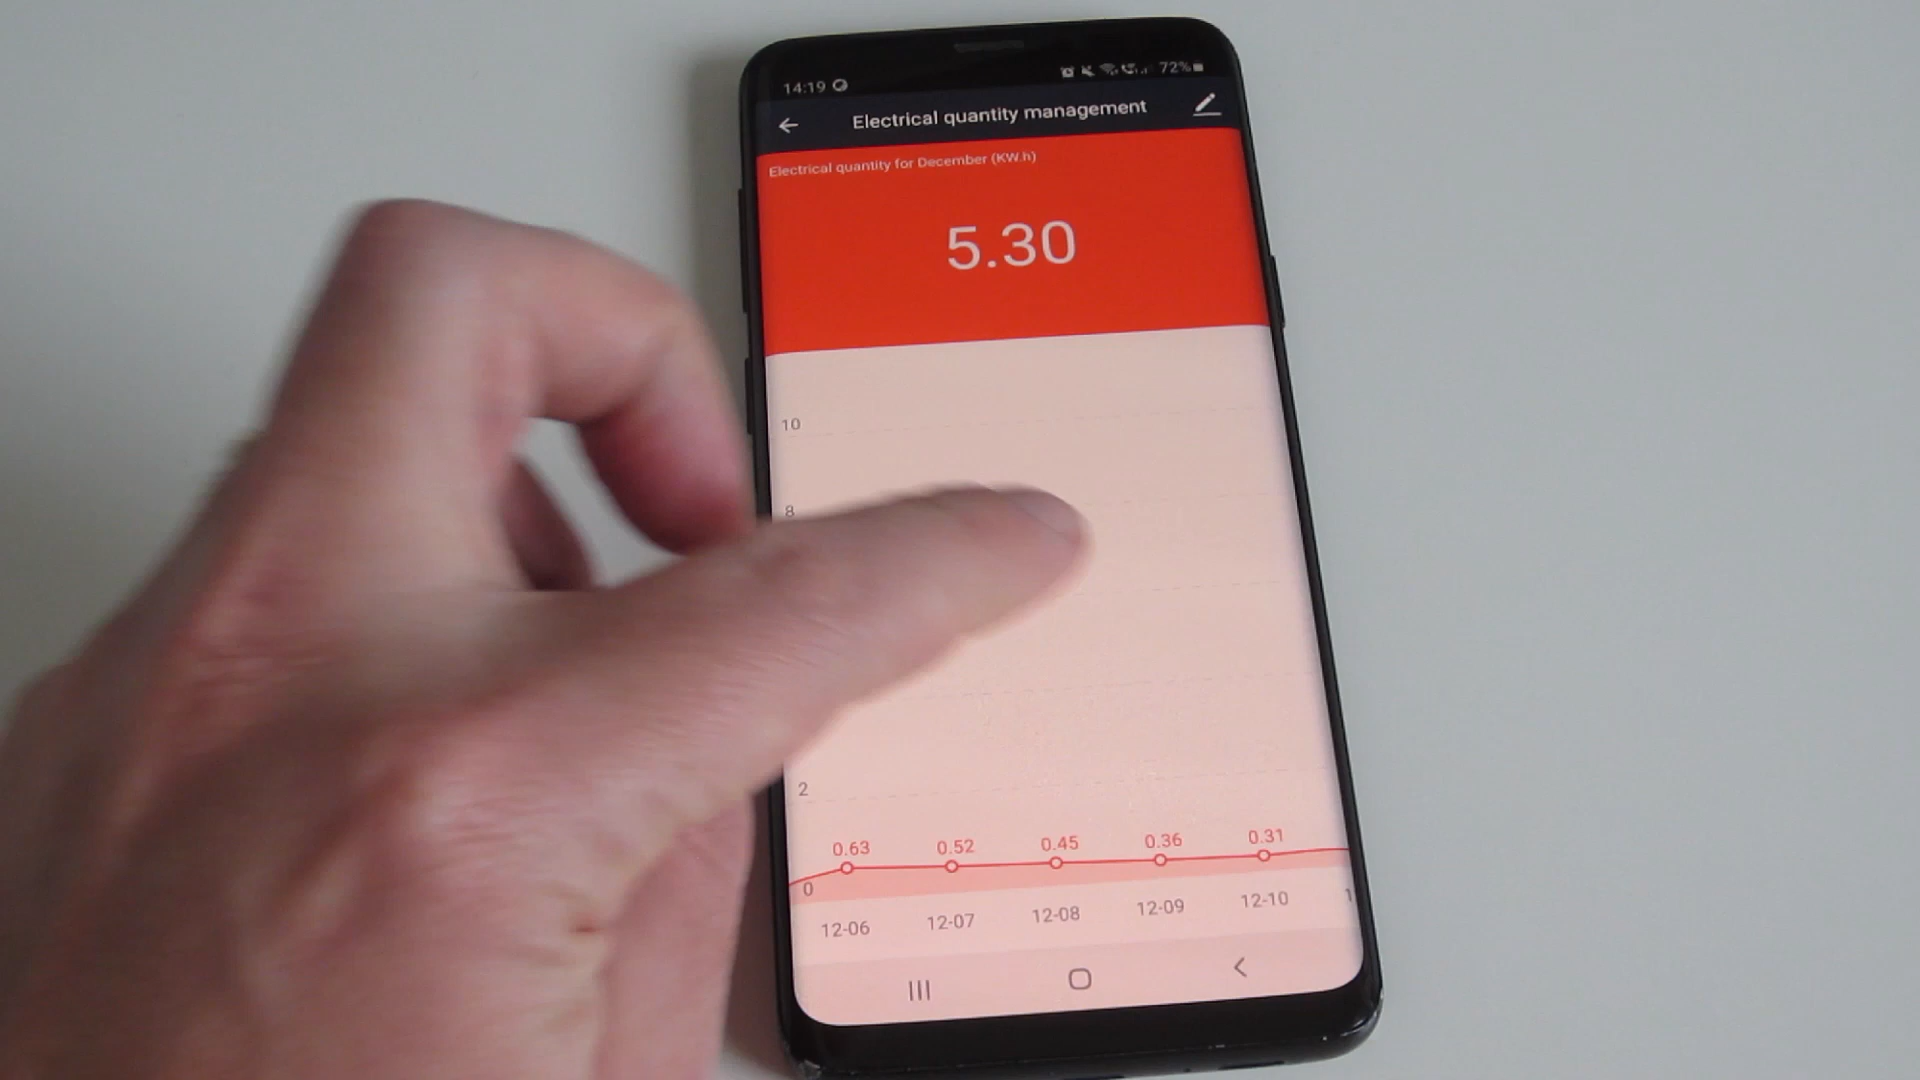 14:19 72%
Electrical quantity management
Electrical quantity for December (KW.h)
5.30
10
8
2
0.63 0.52 0.45 0.36 0.31
0
12-06 12-07 12-08 12-09 12-10